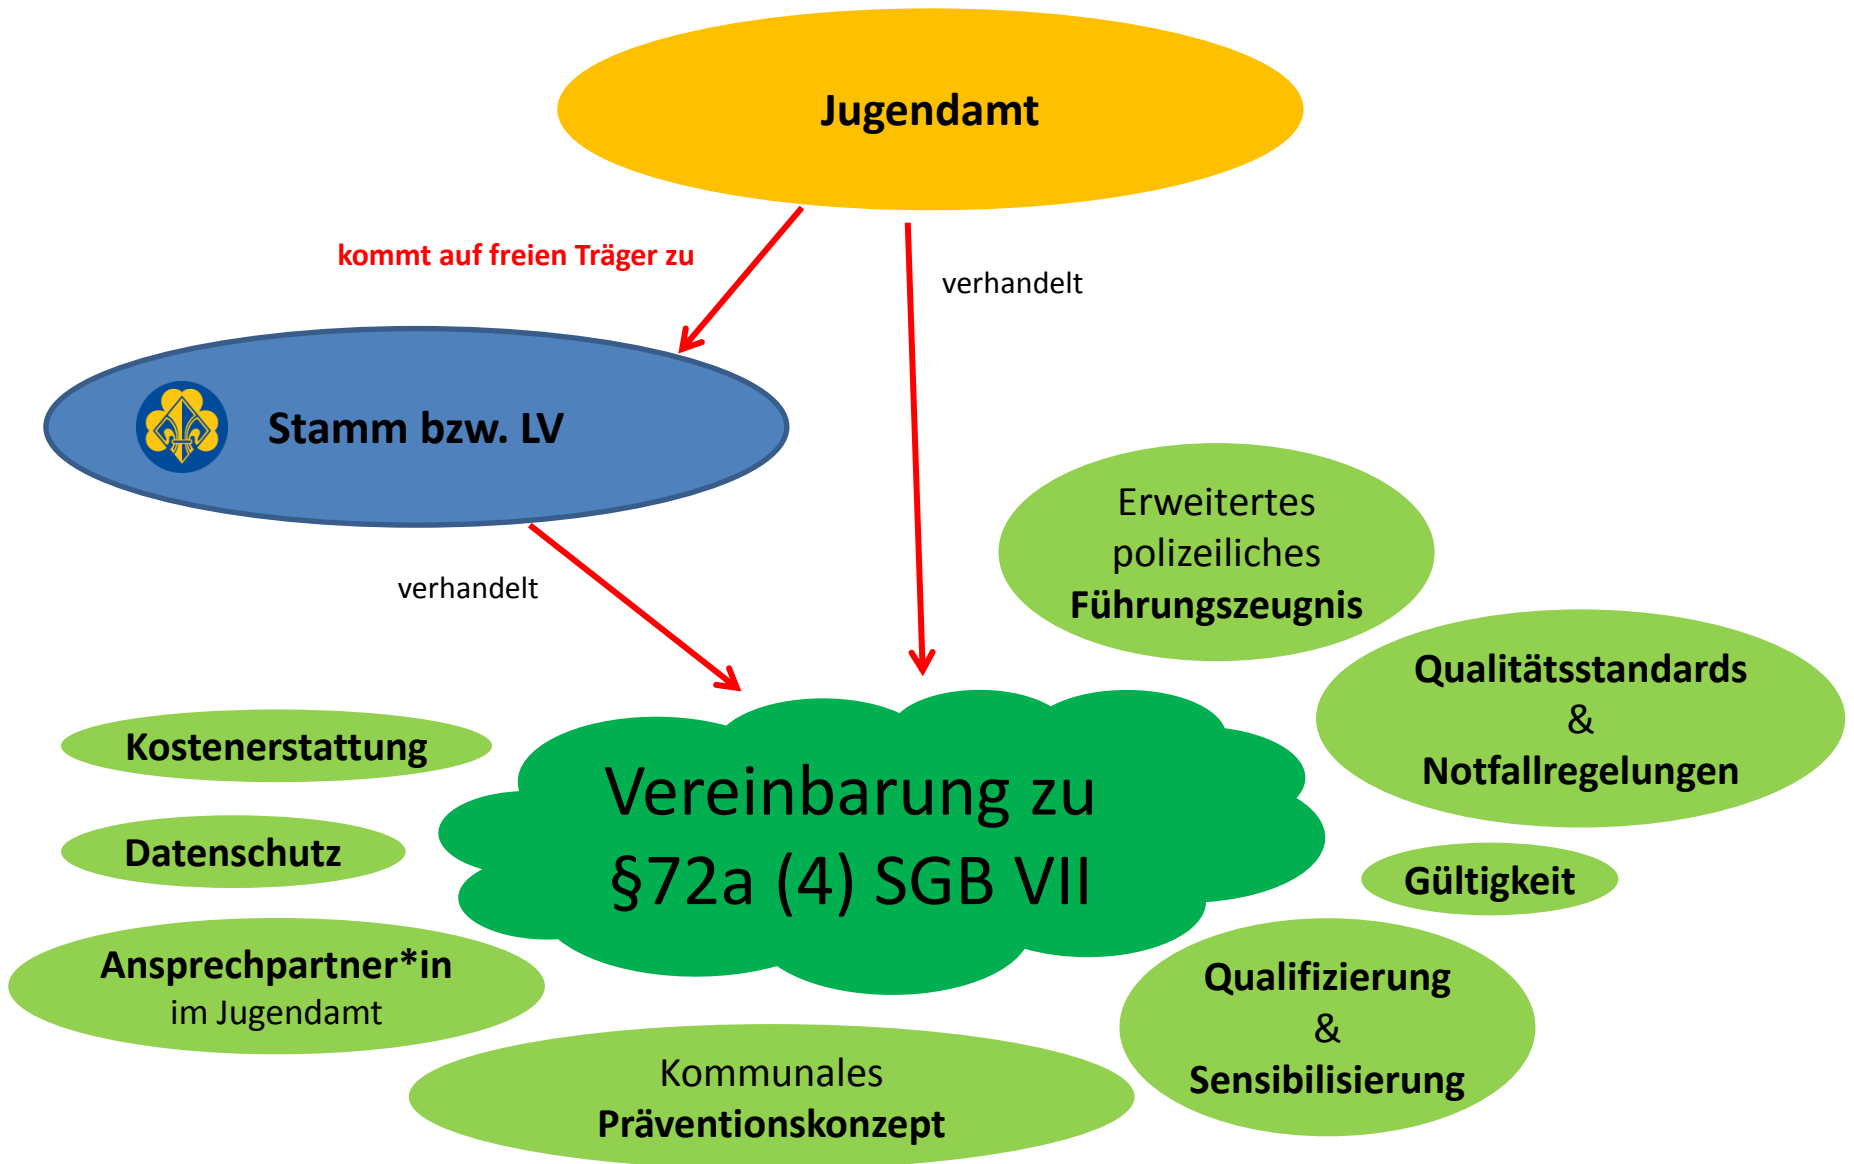 Jugendamt
kommt auf freien Träger zu
verhandelt
Stamm bzw. LV
verhandelt
Erweitertes
polizeiliches
Führungszeugnis
Qualitätsstandards
&
Notfallregelungen
Kostenerstattung
Vereinbarung zu
§72a (4) SGB VII
Datenschutz
Gültigkeit
Ansprechpartner*in
im Jugendamt
Qualifizierung
&
Sensibilisierung
Kommunales
Präventionskonzept